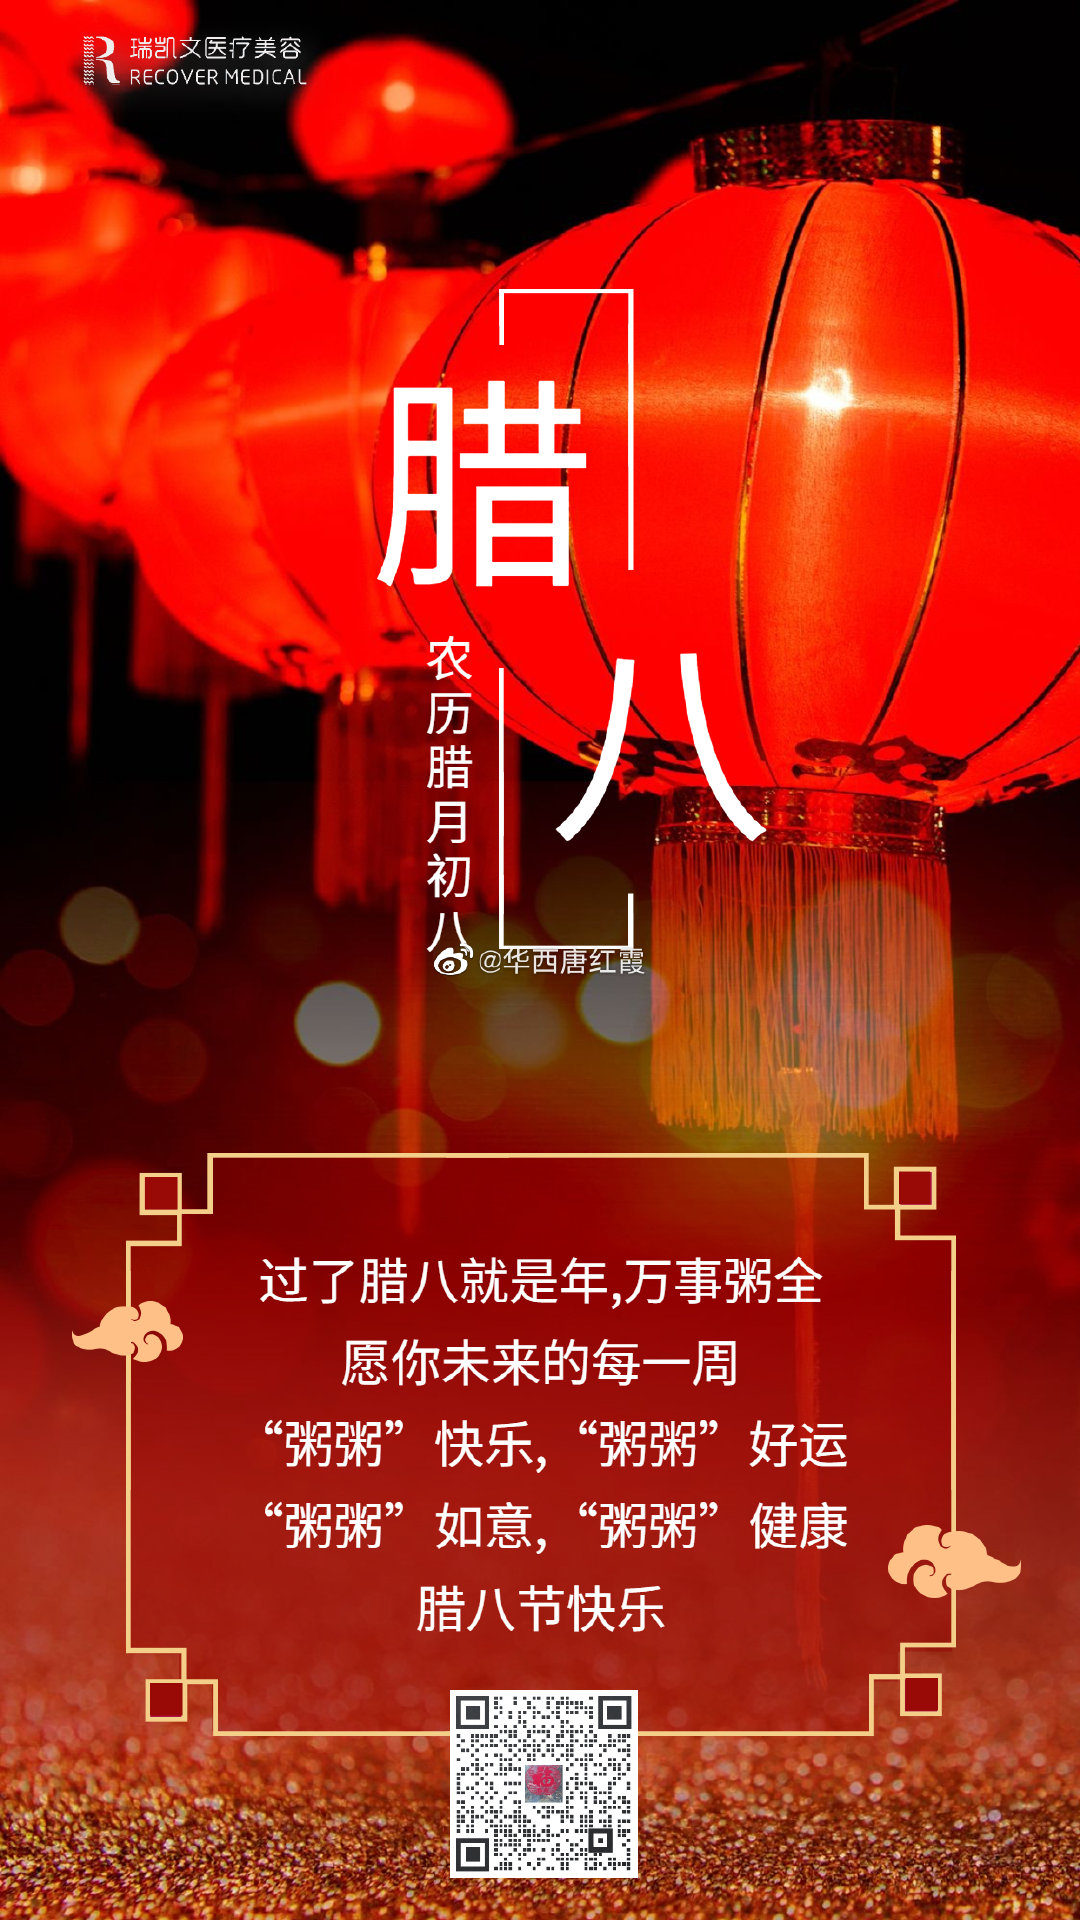 瑞凯文医疗美容
RECOVER MEDICAL
腊
八
农历腊月初八
@华西唐红霞
过了腊八就是年,万事粥全
愿你未来的每一周
“粥粥”快乐,“粥粥”好运
“粥粥”如意,“粥粥”健康
腊八节快乐